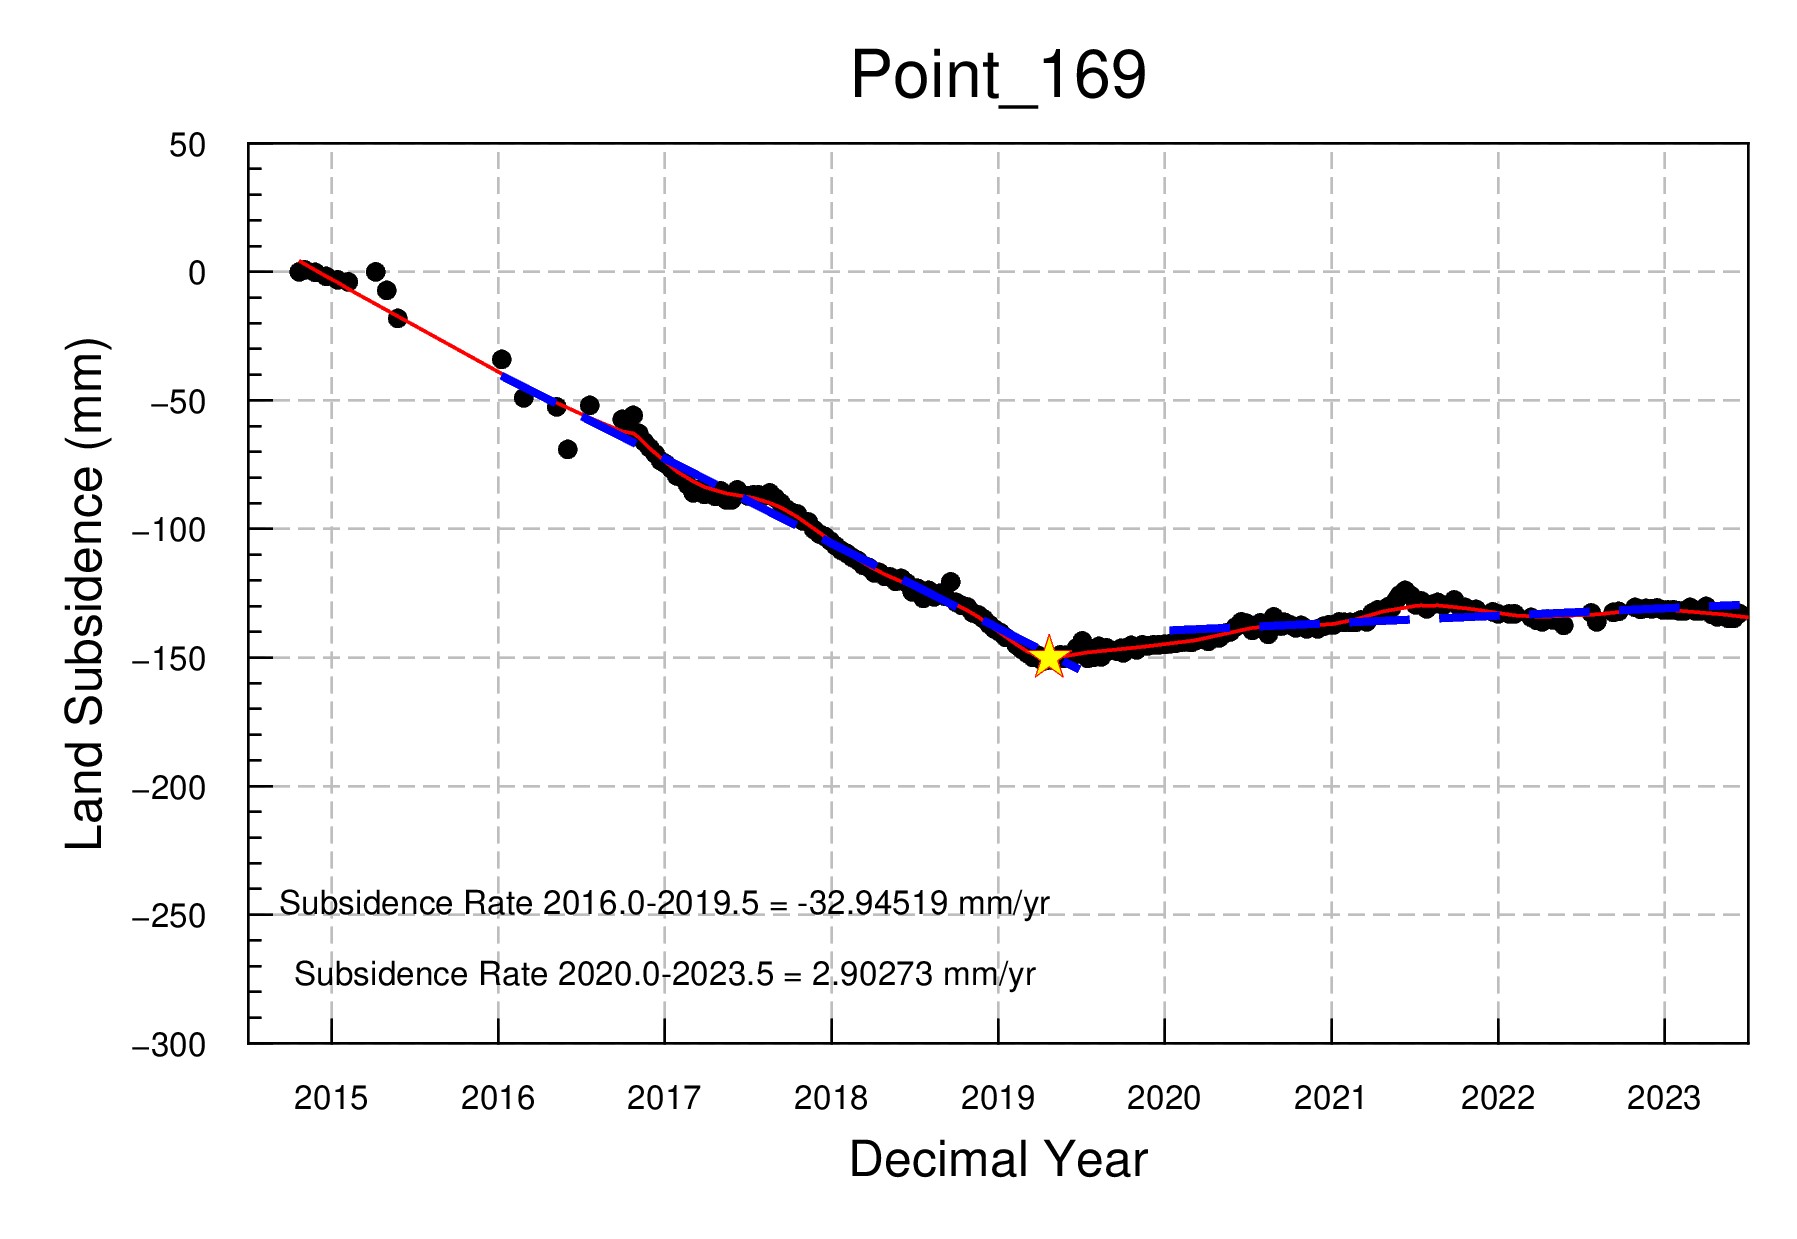 Point_169
50
0
−50
−100
−150
−200
−250
−300
Land Subsidence (mm)
Subsidence Rate 2016.0-2019.5 = -32.94519 mm/yr
Subsidence Rate 2020.0-2023.5 = 2.90273 mm/yr
2015 2016 2017 2018 2019 2020 2021 2022 2023
Decimal Year